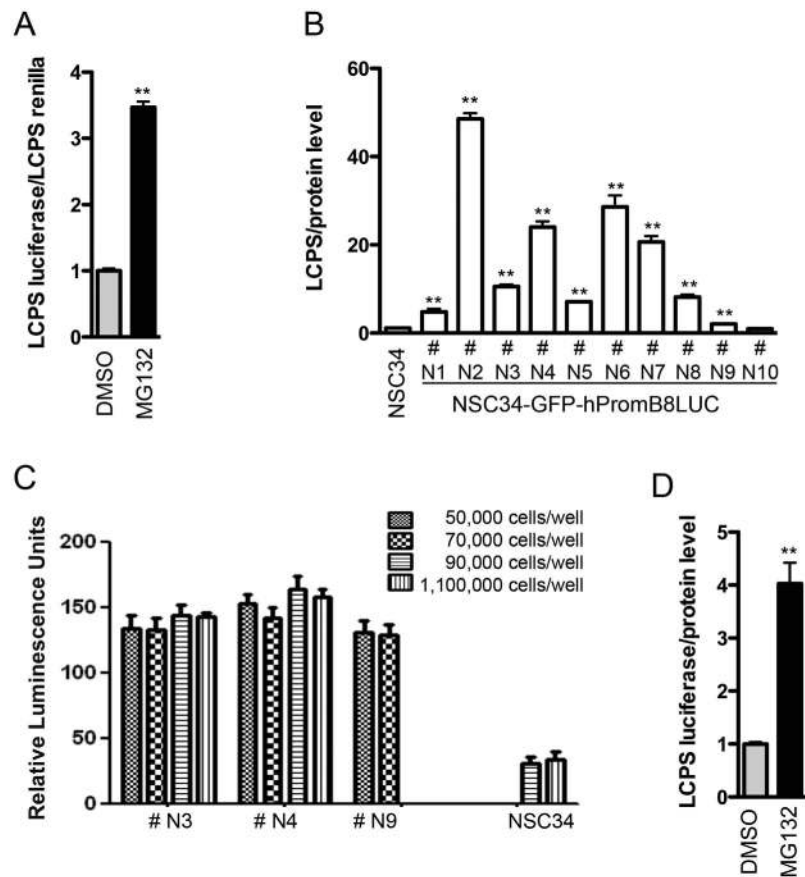 A
LCPS luciferase/LCPS renilla
4
3
2
1
0
**
DMSO
MG132
B
LCPS/protein level
60
40
20
0
** ** ** ** ** ** ** ** **
NSC34
# # # # # # # # # #
N1 N2 N3 N4 N5 N6 N7 N8 N9 N10
NSC34-GFP-hPromB8LUC
C
Relative Luminescence Units
200
150
100
50
0
50,000 cells/well
70,000 cells/well
90,000 cells/well
1,100,000 cells/well
# N3 # N4 # N9 NSC34
D
LCPS luciferase/protein level
5
4
3
2
1
0
**
DMSO
MG132